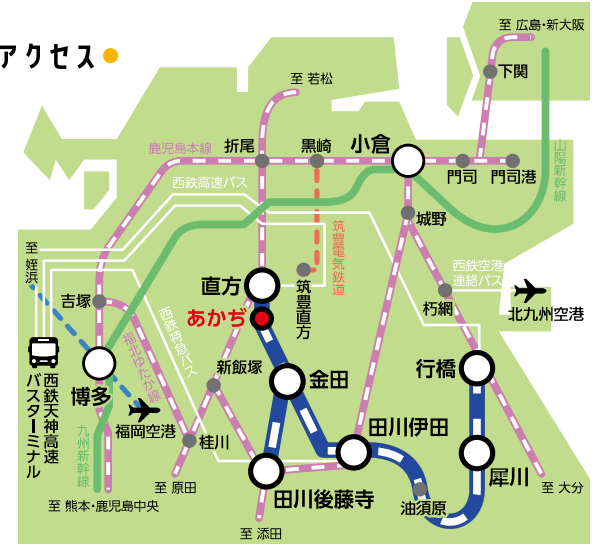 アクセス
至 広島・新大阪
下関
至 若松
鹿児島本線
折尾
黒崎
小倉
門司
門司港
山陽新幹線
西鉄高速バス
城野
筑豊電気鉄道
至 姪浜
西鉄空港
連絡バス
直方
筑豊直方
朽網
北九州空港
吉塚
あかぢ
西鉄特急バス
福北ゆたか線
新飯塚
金田
行橋
博多
西鉄天神高速
バスターミナル
福岡空港
九州新幹線
桂川
田川伊田
至 原田
田川後藤寺
犀川
至 大分
油須原
至 熊本・鹿児島中央
至 添田